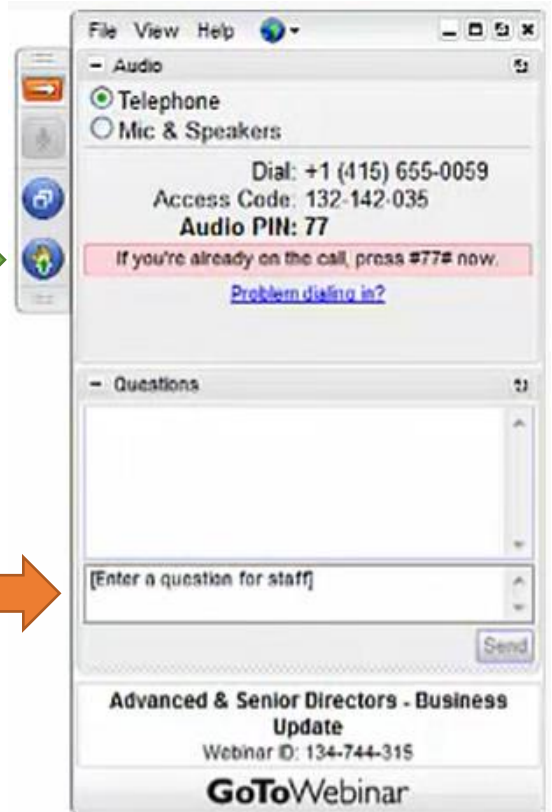 File View Help
− Audio
Telephone
Mic & Speakers
Dial: +1 (415) 655-0059
Access Code: 132-142-035
Audio PIN: 77
If you're already on the call, press #77# now.
Problem dialing in?
− Questions
[Enter a question for staff]
Send
Advanced & Senior Directors - Business
Update
Webinar ID: 134-744-315
GoToWebinar